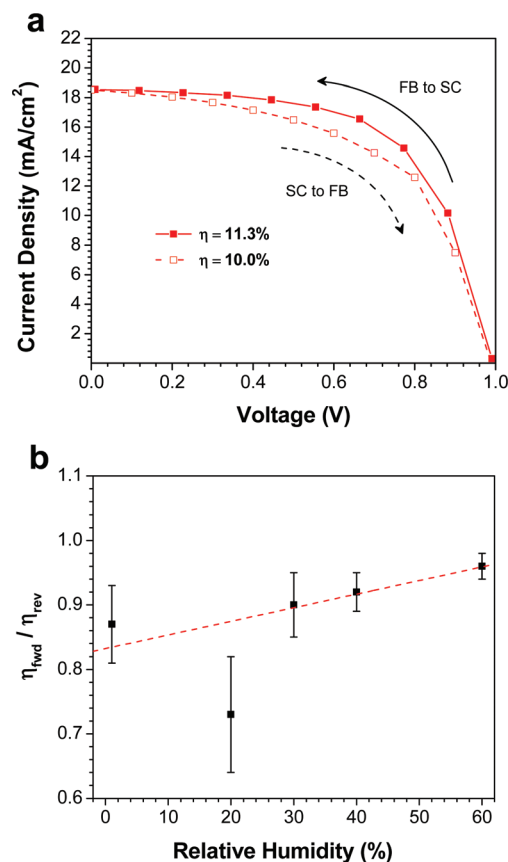 a
22
20
18
16
14
12
10
8
6
4
2
0.0 0.2 0.4 0.6 0.8 1.0
Current Density (mA/cm²)
Voltage (V)
FB to SC
SC to FB
η = 11.3%
η = 10.0%
b
1.1
1.0
0.9
0.8
0.7
0.6
0 10 20 30 40 50 60
ηfwd / ηrev
Relative Humidity (%)